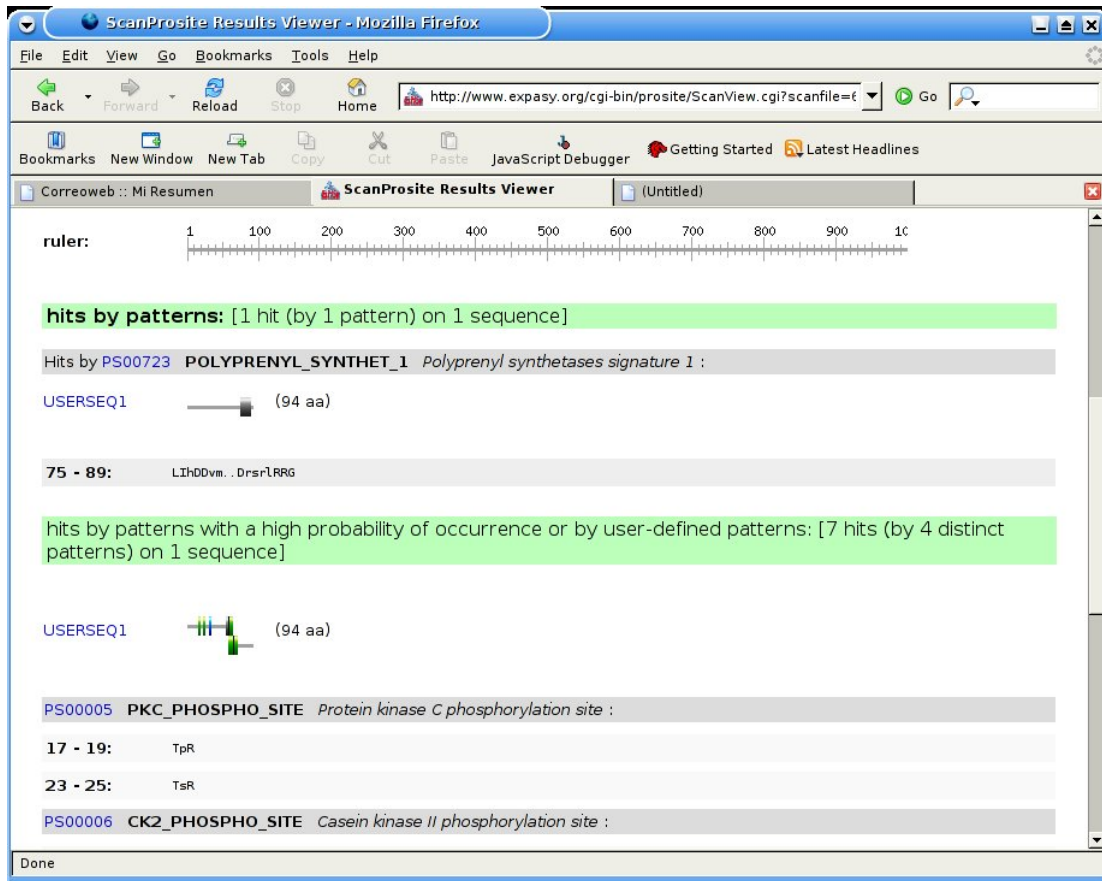 ScanProsite Results Viewer - Mozilla Firefox
File Edit View Go Bookmarks Tools Help
Back Forward Reload Stop Home http://www.expasy.org/cgi-bin/prosite/ScanView.cgi?scanfile=6 Go
Bookmarks New Window New Tab Copy Cut Paste JavaScript Debugger Getting Started Latest Headlines
Correoweb :: Mi Resumen ScanProsite Results Viewer (Untitled)
ruler: 1 100 200 300 400 500 600 700 800 900 10
hits by patterns: [1 hit (by 1 pattern) on 1 sequence]
Hits by PS00723 POLYPRENYL_SYNTHET_1 Polyprenyl synthetases signature 1 :
USERSEQ1 (94 aa)
75 - 89: LIhDDvm..DrsrlRRG
hits by patterns with a high probability of occurrence or by user-defined patterns: [7 hits (by 4 distinct
patterns) on 1 sequence]
USERSEQ1 (94 aa)
PS00005 PKC_PHOSPHO_SITE Protein kinase C phosphorylation site :
17 - 19: TpR
23 - 25: TsR
PS00006 CK2_PHOSPHO_SITE Casein kinase II phosphorylation site :
Done